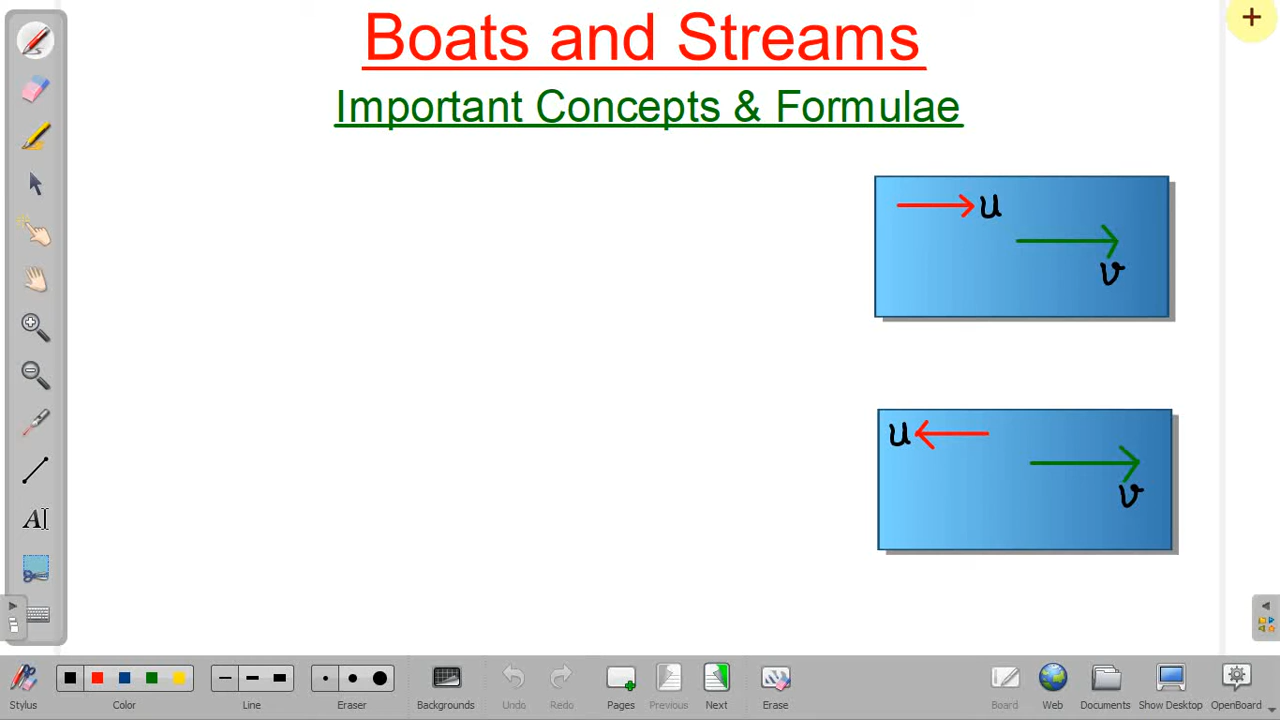 Boats and Streams
Important Concepts & Formulae
u
v
u
v
A
Stylus
Color
Line
Eraser
Backgrounds
Undo
Redo
Pages
Previous
Next
Erase
Board
Web
Documents
Show Desktop
OpenBoard